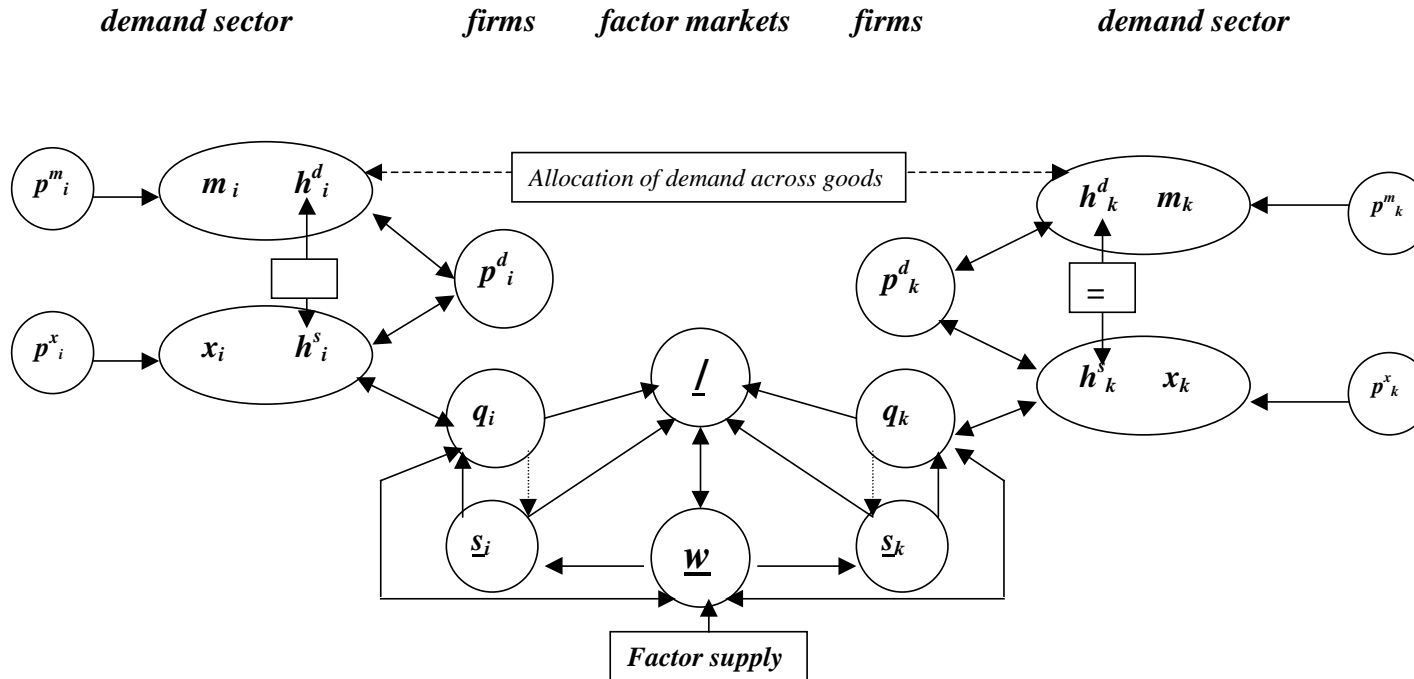 demand sector firms factor markets firms demand sector
p^m_i m_i h^d_i Allocation of demand across goods h^d_k m_k p^m_k
p^d_i p^d_k
=
p^x_i x_i h^s_i l h^s_k x_k p^x_k
q_i q_k
s_i w s_k
Factor supply